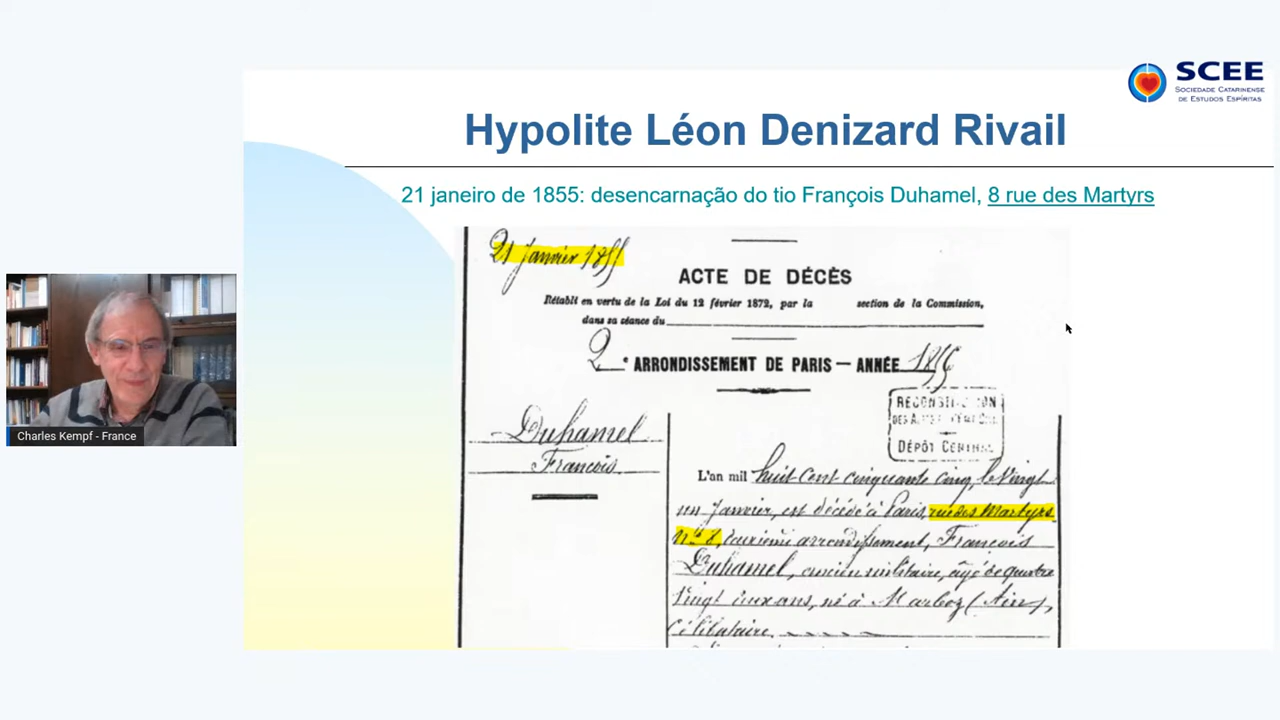 SCEE
SOCIEDADE CATARINENSE
DE ESTUDOS ESPÍRITAS
Hypolite Léon Denizard Rivail
21 janeiro de 1855: desencarnação do tio François Duhamel, 8 rue des Martyrs
21 Janvier 1855
ACTE DE DÉCÈS
Rétabli en vertu de la Loi du 12 février 1872, par la section de la Commission,
dans sa séance du
2e ARRONDISSEMENT DE PARIS — ANNÉE 1855
RECONSTITUTION
DÉPÔT CENTRAL
Duhamel
François
L'an mil huit cent cinquante cinq, le vingt
un Janvier, est décédé à Paris, rue des Martyrs
No 8, deuxième arrondissement, François
Duhamel, ancien militaire, âgé de quatre
vingt deux ans, né à Marboz (Ain),
célibataire
Charles Kempf - France